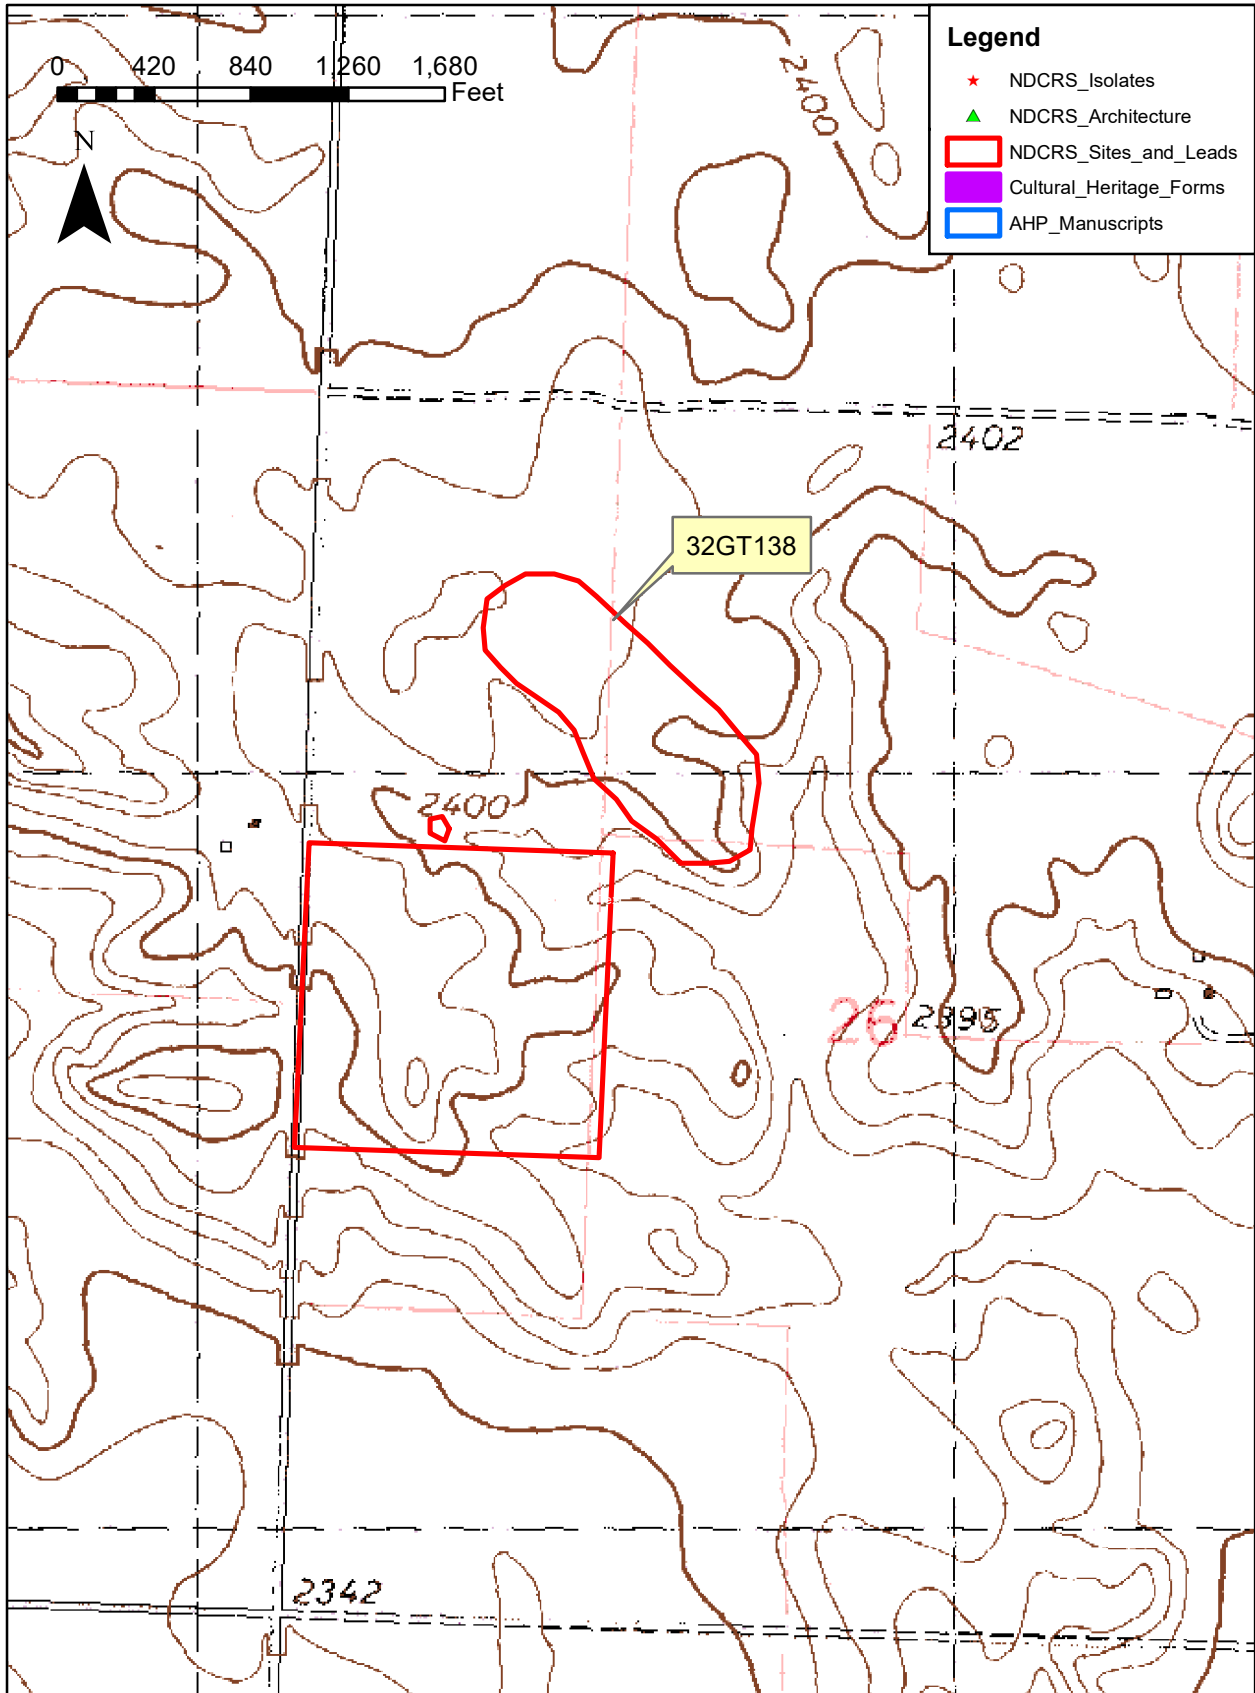 0 420 840 1,260 1,680
Feet
N
Legend
NDCRS_Isolates
NDCRS_Architecture
NDCRS_Sites_and_Leads
Cultural_Heritage_Forms
AHP_Manuscripts
2400
2402
32GT138
2400
26
2395
2342